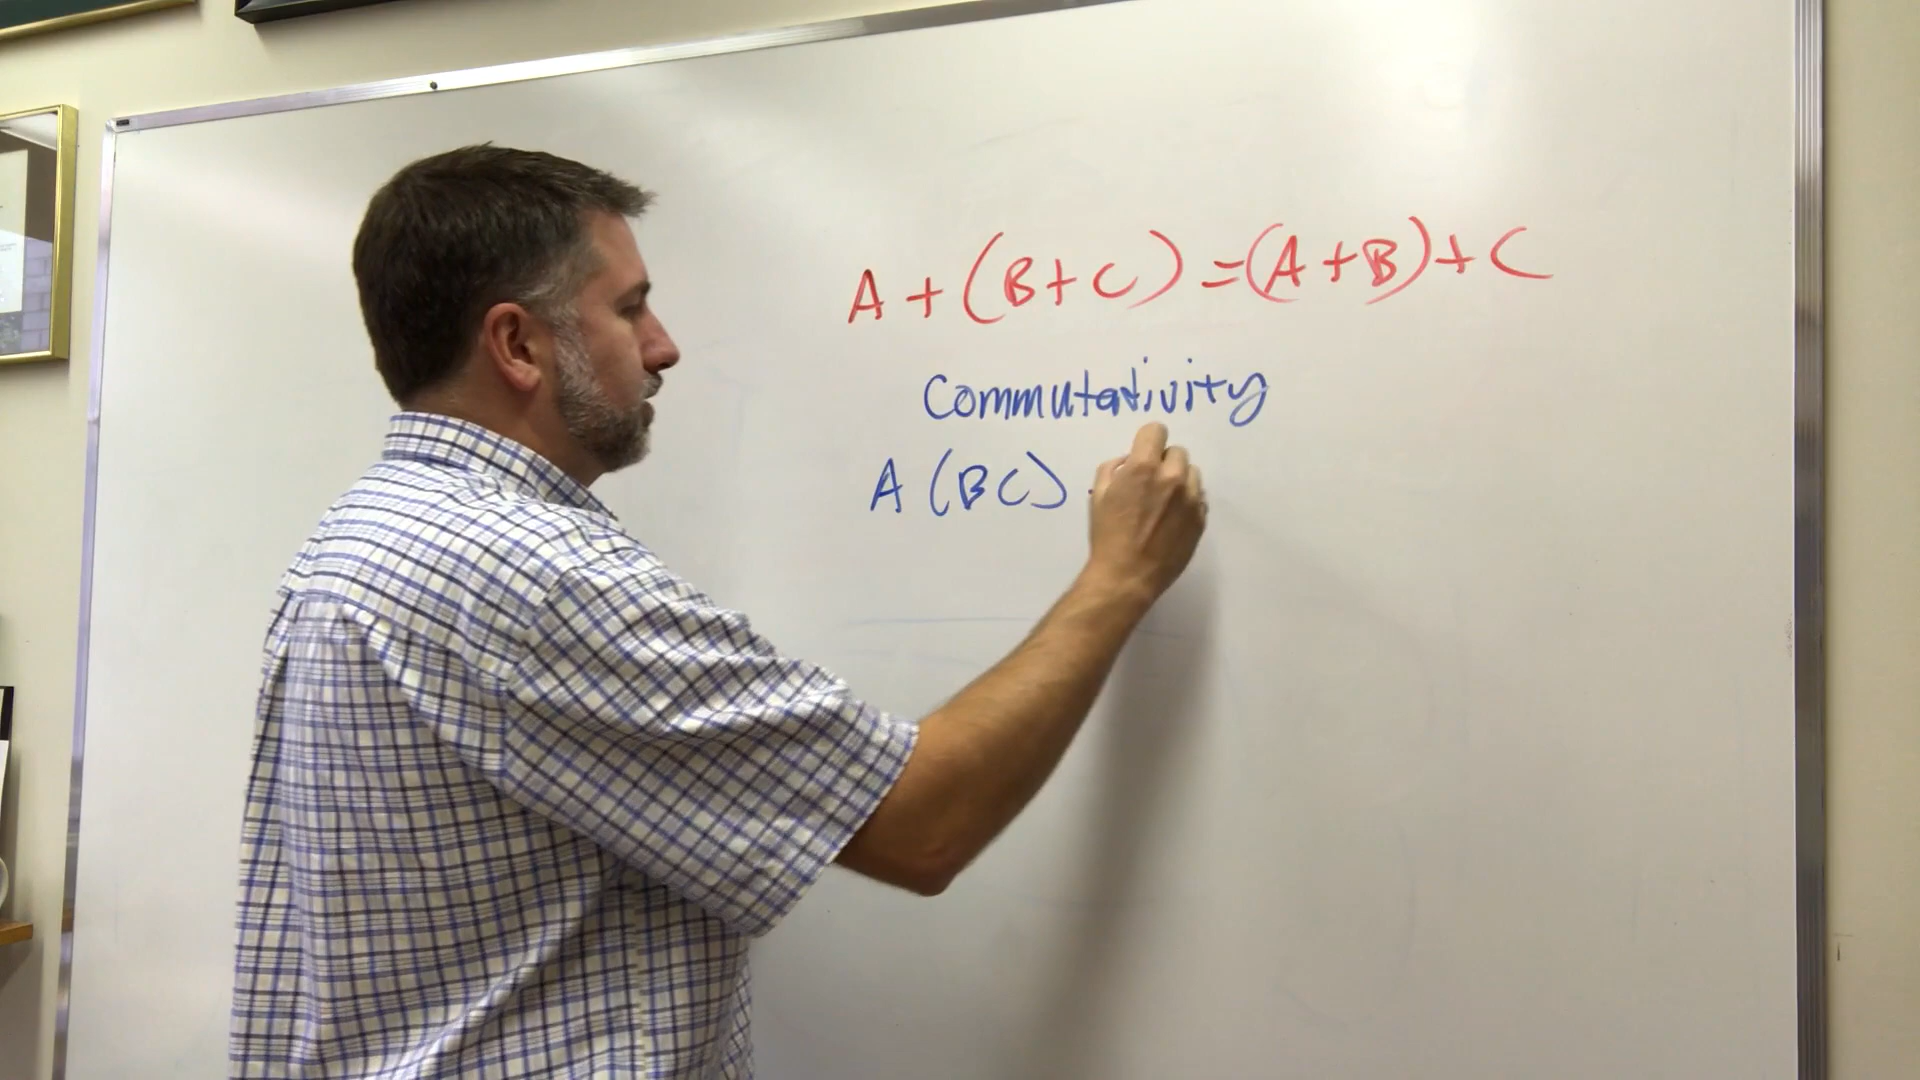 A + (B + C) = (A + B) + C
Commutativity
A (BC)